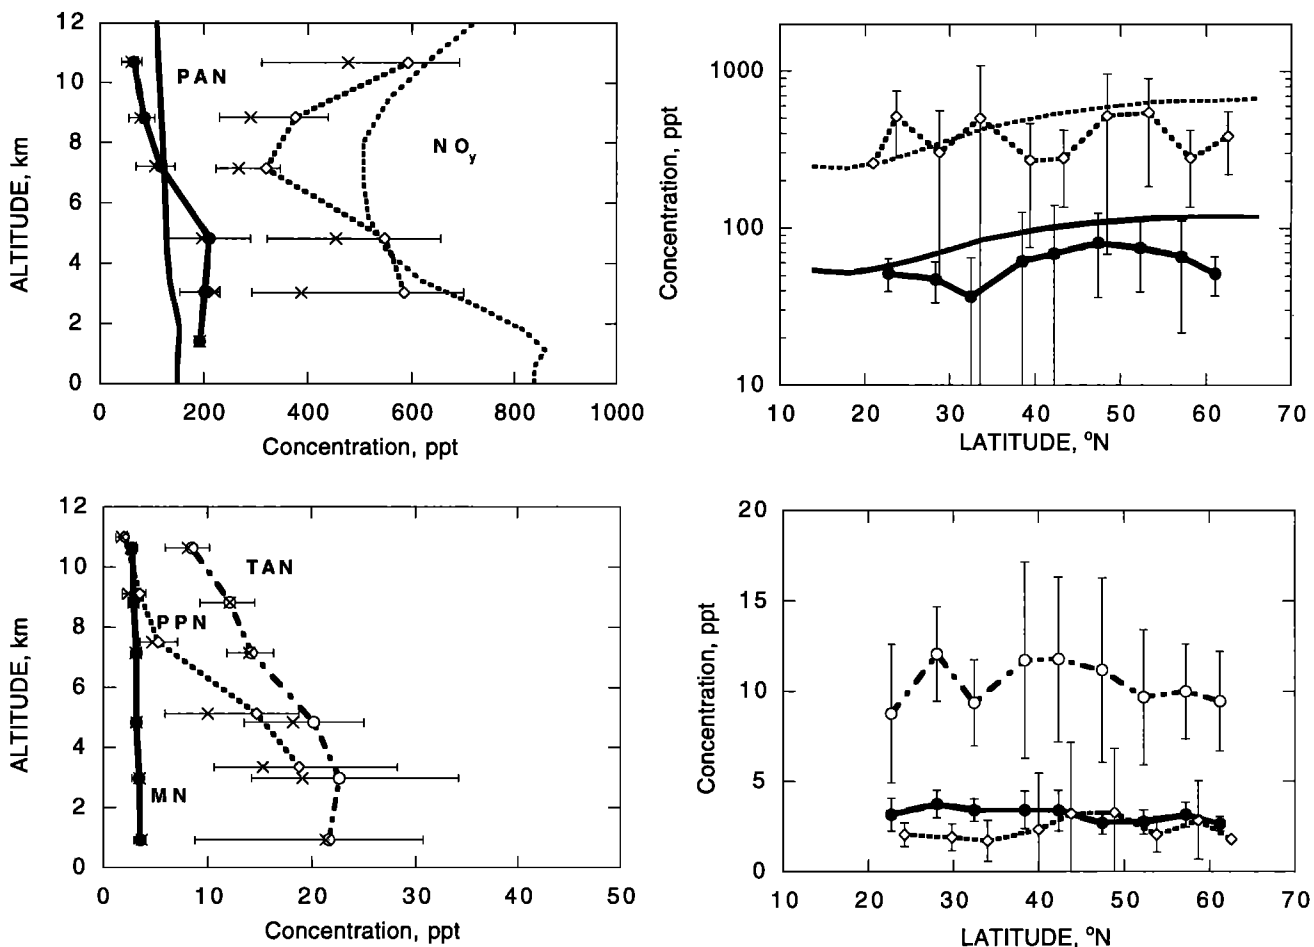 12
10
8
6
4
2
0
ALTITUDE, km
PAN
NOy
0 200 400 600 800 1000
Concentration, ppt
1000
100
10
Concentration, ppt
10 20 30 40 50 60 70
LATITUDE, °N
12
10
8
6
4
2
0
ALTITUDE, km
TAN
PPN
MN
0 10 20 30 40 50
Concentration, ppt
20
15
10
5
0
Concentration, ppt
10 20 30 40 50 60 70
LATITUDE, °N